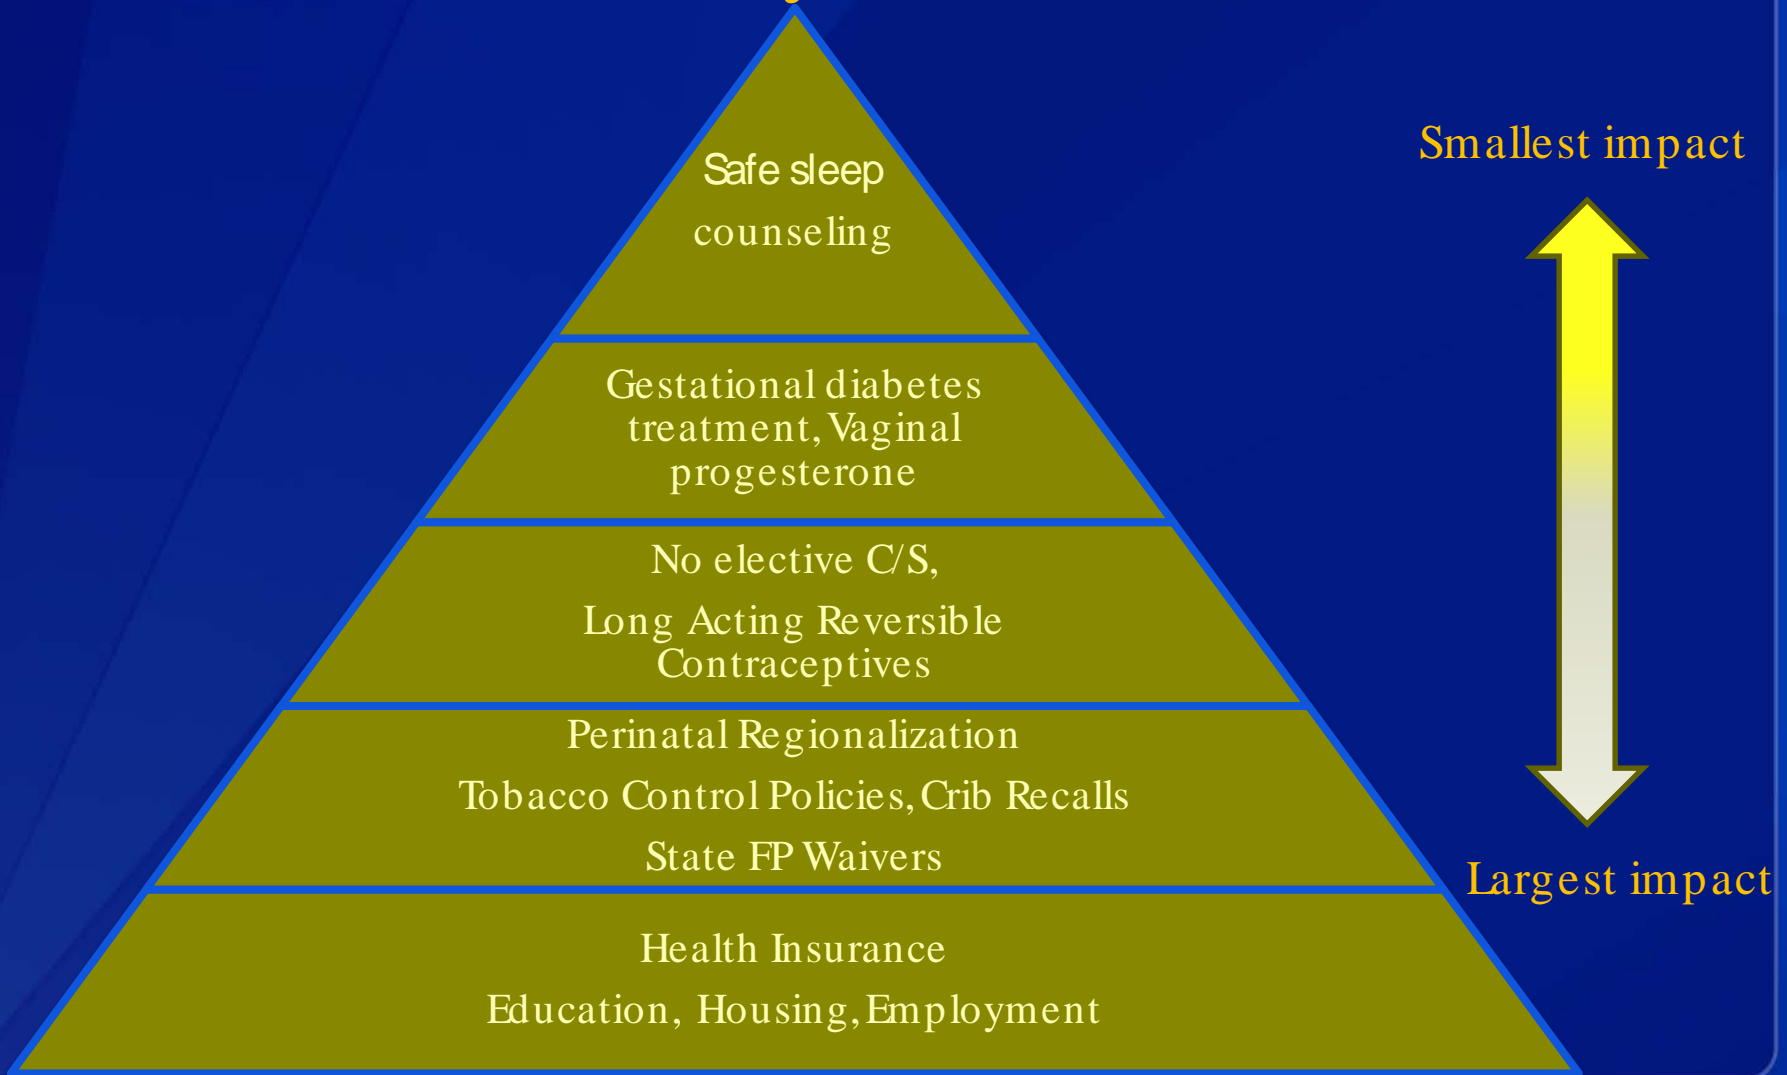 Safe sleep
counseling
Gestational diabetes
treatment, Vaginal
progesterone
No elective C/S,
Long Acting Reversible
Contraceptives
Perinatal Regionalization
Tobacco Control Policies, Crib Recalls
State FP Waivers
Health Insurance
Education, Housing, Employment
Smallest impact
Largest impact